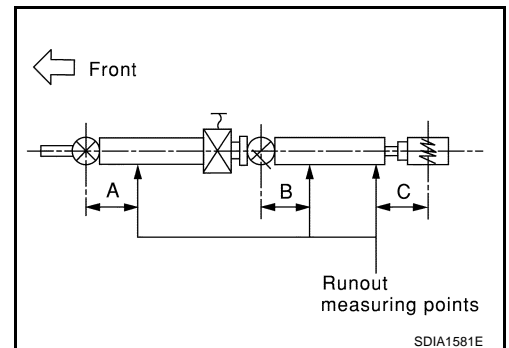 Front
A
B
C
Runout
measuring points
SDIA1581E